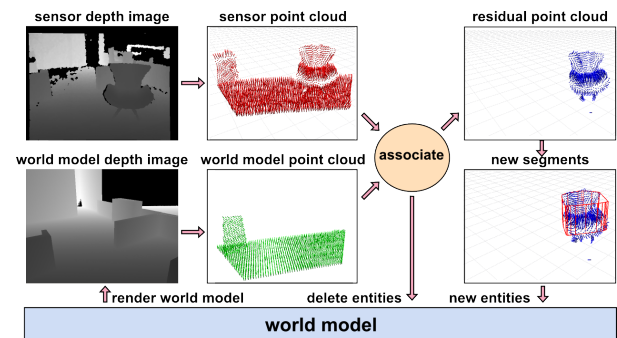 sensor depth image
sensor point cloud
residual point cloud
associate
world model depth image
world model point cloud
new segments
render world model
delete entities
new entities
world model